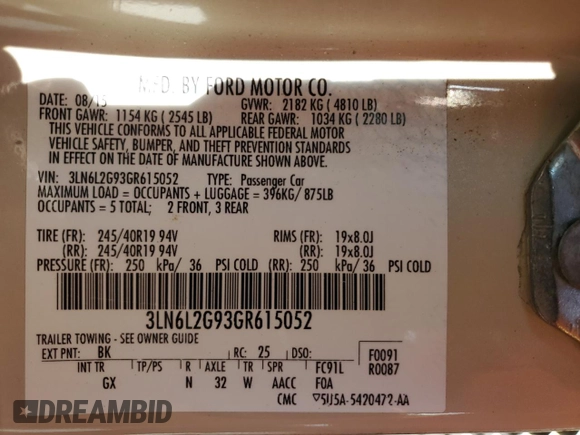 MFD. BY FORD MOTOR CO.
DATE: 08/15 GVWR: 2182 KG ( 4810 LB)
FRONT GAWR: 1154 KG ( 2545 LB) REAR GAWR: 1034 KG ( 2280 LB)
THIS VEHICLE CONFORMS TO ALL APPLICABLE FEDERAL MOTOR
VEHICLE SAFETY, BUMPER, AND THEFT PREVENTION STANDARDS
IN EFFECT ON THE DATE OF MANUFACTURE SHOWN ABOVE.
VIN: 3LN6L2G93GR615052 TYPE: Passenger Car
MAXIMUM LOAD = OCCUPANTS + LUGGAGE = 396KG/ 875LB
OCCUPANTS = 5 TOTAL; 2 FRONT, 3 REAR
TIRE (FR): 245/40R19 94V RIMS (FR): 19x8.0J
(RR): 245/40R19 94V (RR): 19x8.0J
PRESSURE (FR): 250 kPa/ 36 PSI COLD (RR): 250 kPa/ 36 PSI COLD
3LN6L2G93GR615052
TRAILER TOWING - SEE OWNER GUIDE
EXT PNT: BK RC: 25 DSO: F0091
INT TR TP/PS R AXLE TR SPR FC91L R0087
GX N 32 W AACC F0A
CMC 5U5A-5420472-AA
DREAMBID